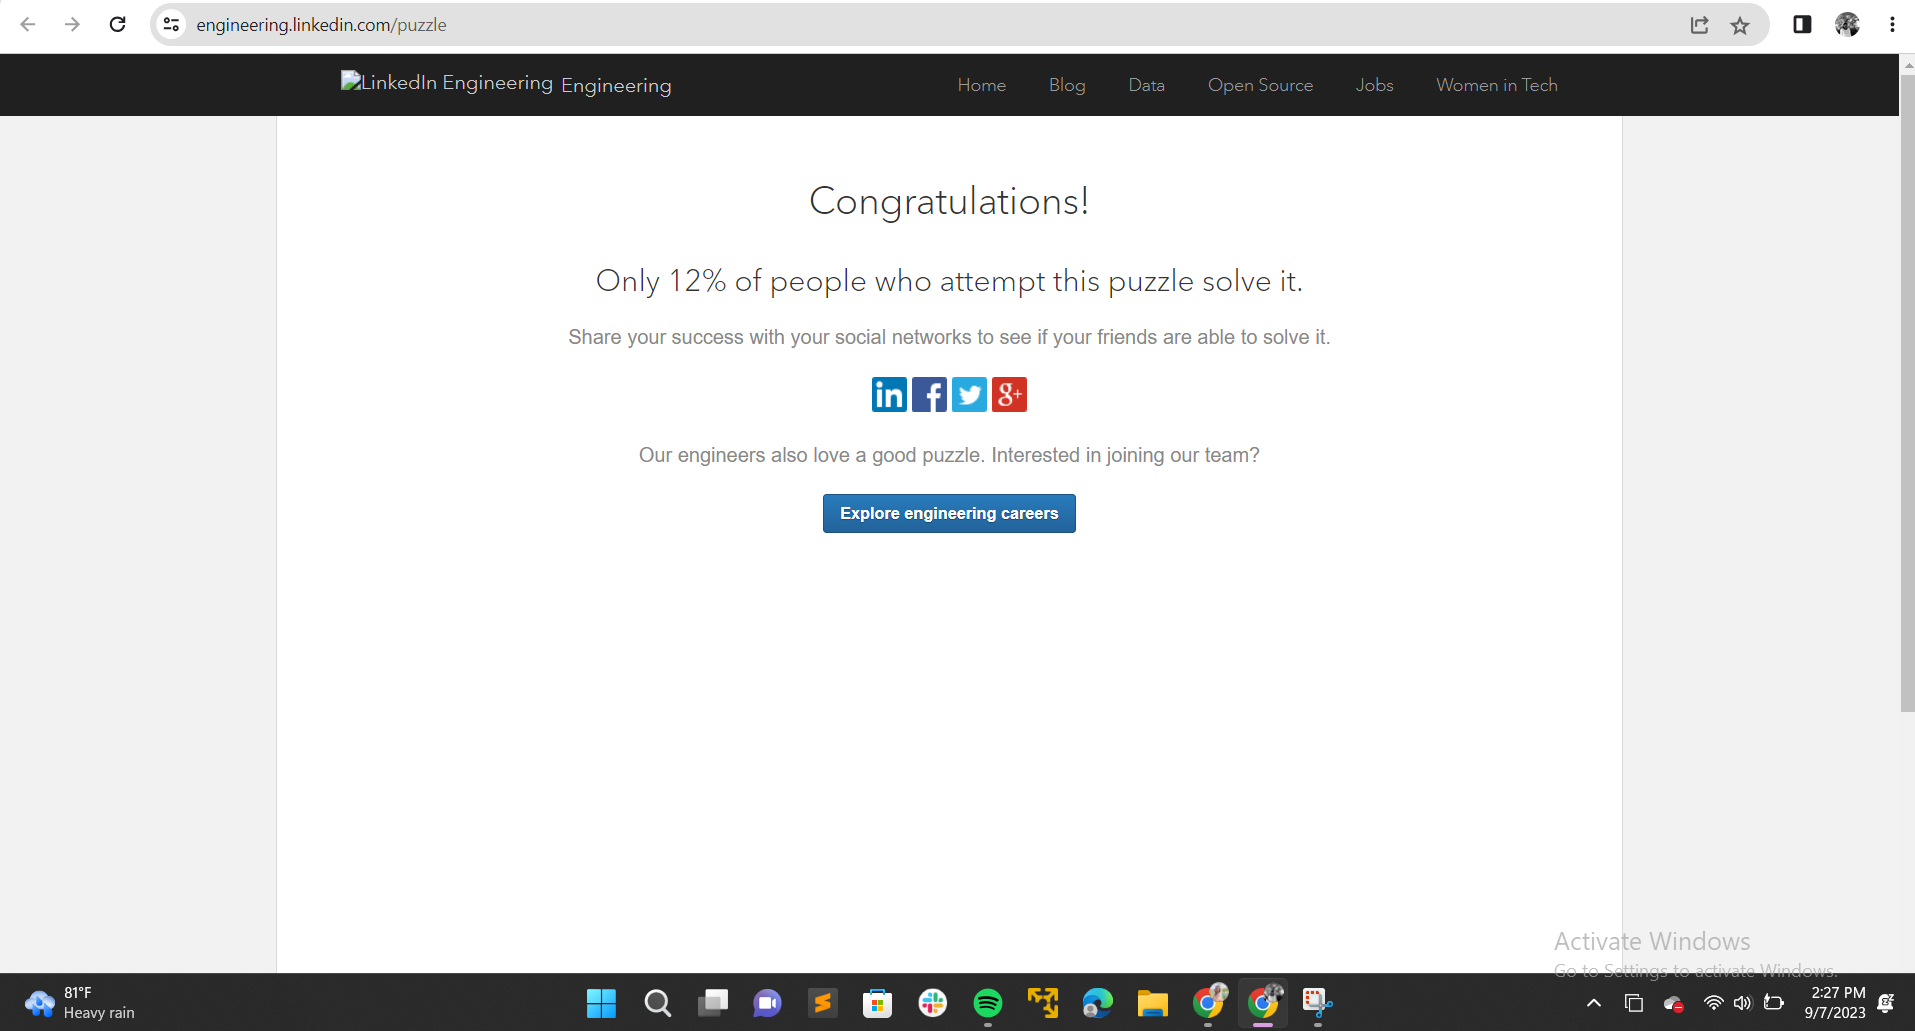 engineering.linkedin.com/puzzle
LinkedIn Engineering Engineering Home Blog Data Open Source Jobs Women in Tech
Congratulations!
Only 12% of people who attempt this puzzle solve it.
Share your success with your social networks to see if your friends are able to solve it.
in f g+
Our engineers also love a good puzzle. Interested in joining our team?
Explore engineering careers
Activate Windows
Go to Settings to activate Windows.
81°F
Heavy rain
2:27 PM
9/7/2023